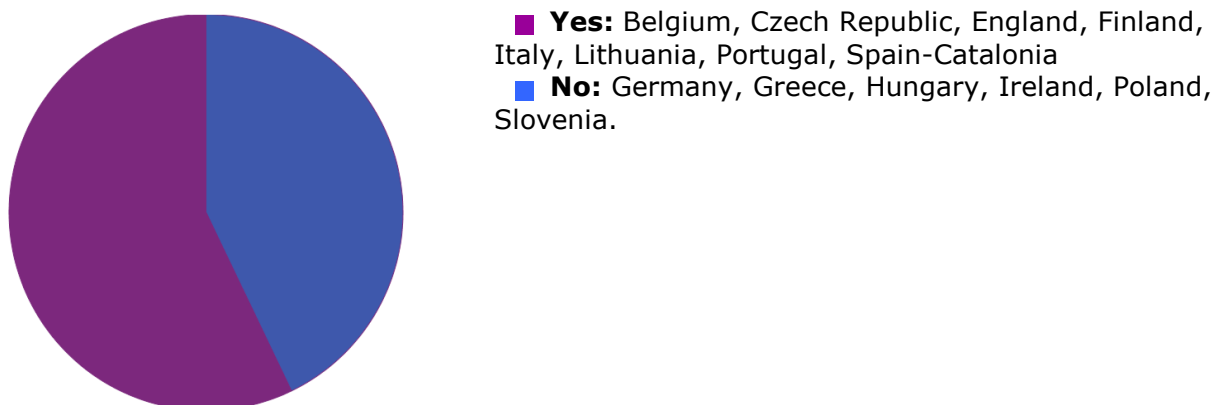 Yes: Belgium, Czech Republic, England, Finland,
Italy, Lithuania, Portugal, Spain-Catalonia
No: Germany, Greece, Hungary, Ireland, Poland,
Slovenia.